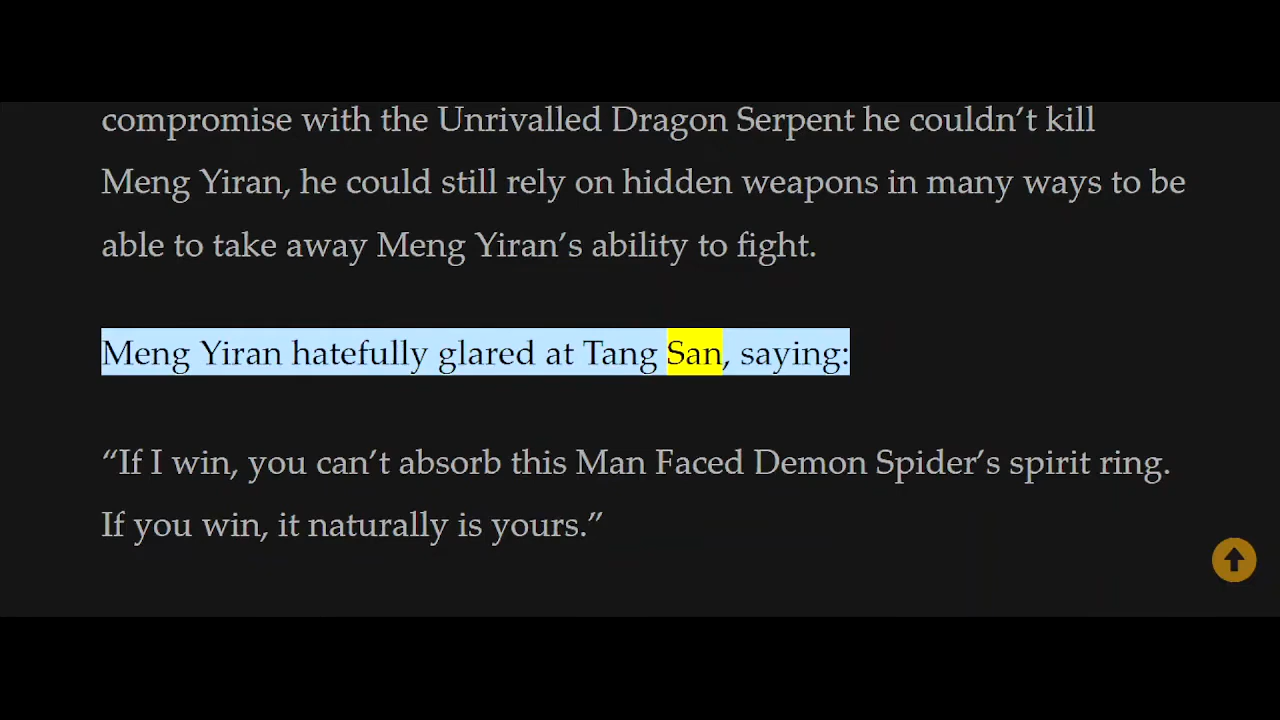 compromise with the Unrivalled Dragon Serpent he couldn’t kill
Meng Yiran, he could still rely on hidden weapons in many ways to be
able to take away Meng Yiran’s ability to fight.
Meng Yiran hatefully glared at Tang San, saying:
“If I win, you can’t absorb this Man Faced Demon Spider’s spirit ring.
If you win, it naturally is yours.”